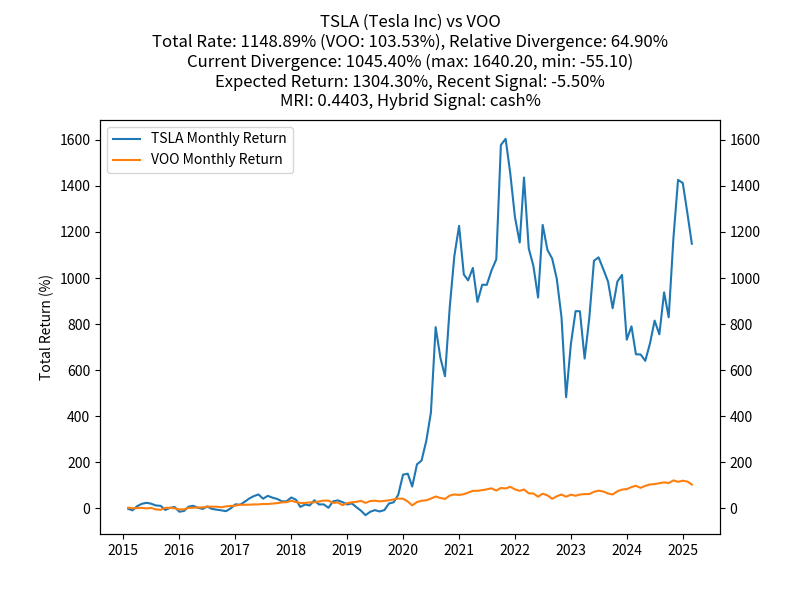 TSLA (Tesla Inc) vs VOO
Total Rate: 1148.89% (VOO: 103.53%), Relative Divergence: 64.90%
Current Divergence: 1045.40% (max: 1640.20, min: -55.10)
Expected Return: 1304.30%, Recent Signal: -5.50%
MRI: 0.4403, Hybrid Signal: cash%
TSLA Monthly Return
VOO Monthly Return
Total Return (%)
1600
1400
1200
1000
800
600
400
200
0
1600
1400
1200
1000
800
600
400
200
0
2015 2016 2017 2018 2019 2020 2021 2022 2023 2024 2025